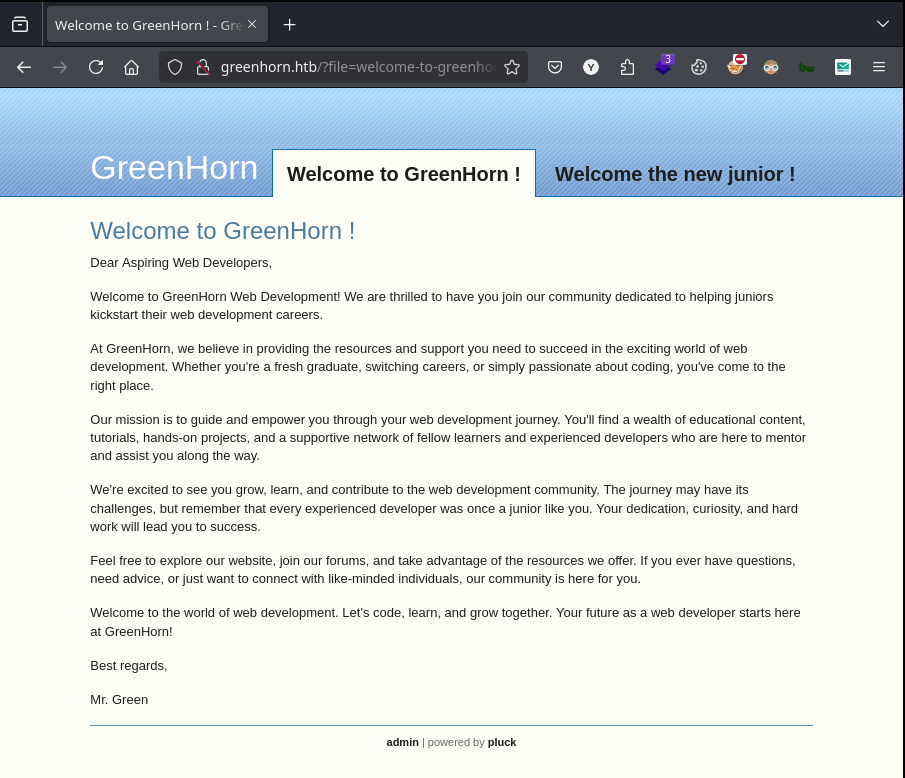 Welcome to GreenHorn ! - Gre
greenhorn.htb/?file=welcome-to-greenho
Y
3
GreenHorn
Welcome to GreenHorn !
Welcome the new junior !
Welcome to GreenHorn !
Dear Aspiring Web Developers,
Welcome to GreenHorn Web Development! We are thrilled to have you join our community dedicated to helping juniors
kickstart their web development careers.
At GreenHorn, we believe in providing the resources and support you need to succeed in the exciting world of web
development. Whether you're a fresh graduate, switching careers, or simply passionate about coding, you've come to the
right place.
Our mission is to guide and empower you through your web development journey. You'll find a wealth of educational content,
tutorials, hands-on projects, and a supportive network of fellow learners and experienced developers who are here to mentor
and assist you along the way.
We're excited to see you grow, learn, and contribute to the web development community. The journey may have its
challenges, but remember that every experienced developer was once a junior like you. Your dedication, curiosity, and hard
work will lead you to success.
Feel free to explore our website, join our forums, and take advantage of the resources we offer. If you ever have questions,
need advice, or just want to connect with like-minded individuals, our community is here for you.
Welcome to the world of web development. Let's code, learn, and grow together. Your future as a web developer starts here
at GreenHorn!
Best regards,
Mr. Green
admin | powered by pluck